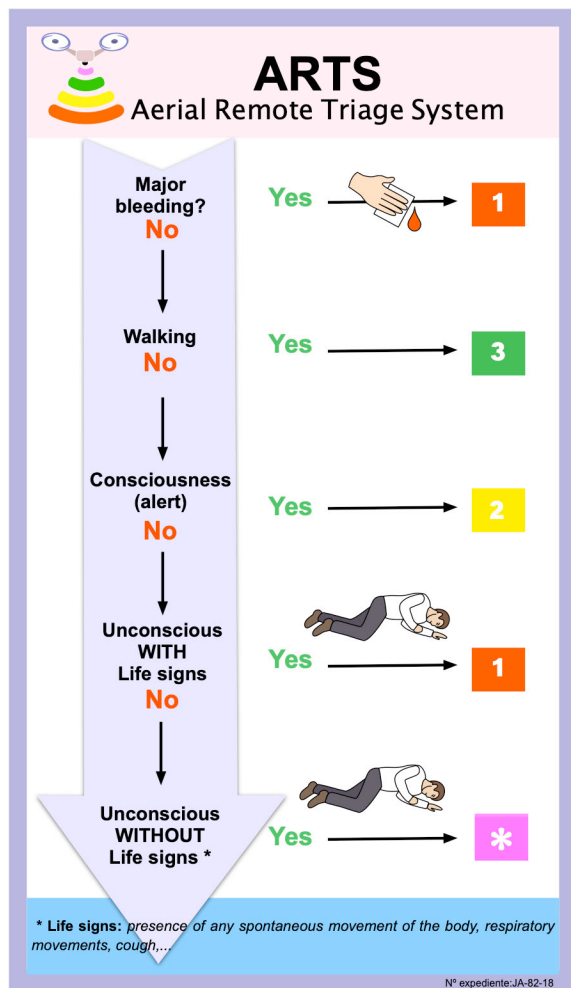 ARTS
Aerial Remote Triage System
Major
bleeding?
No
Yes
1
Walking
No
Yes
3
Consciousness
(alert)
No
Yes
2
Unconscious
WITH
Life signs
No
Yes
1
Unconscious
WITHOUT
Life signs *
Yes
*
* Life signs: presence of any spontaneous movement of the body, respiratory
movements, cough,...
Nº expediente:JA-82-18